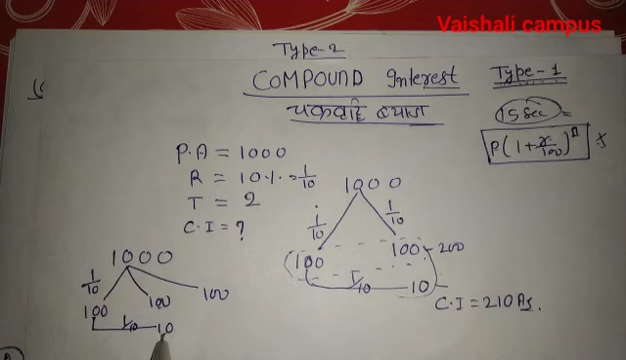 Vaishali campus
Type-2
COMPOUND Interest
Type-1
चक्रवृद्धि ब्याज
15 sec =
P(1+r/100)^n
P.A = 1000
R = 10%. = 1/10
T = 2
C.I = ?
1000
1/10
1/10
100
100 - 200
1/10
10
C.I = 210 Rs.
1000
1/10
100
100
100
1/10
10